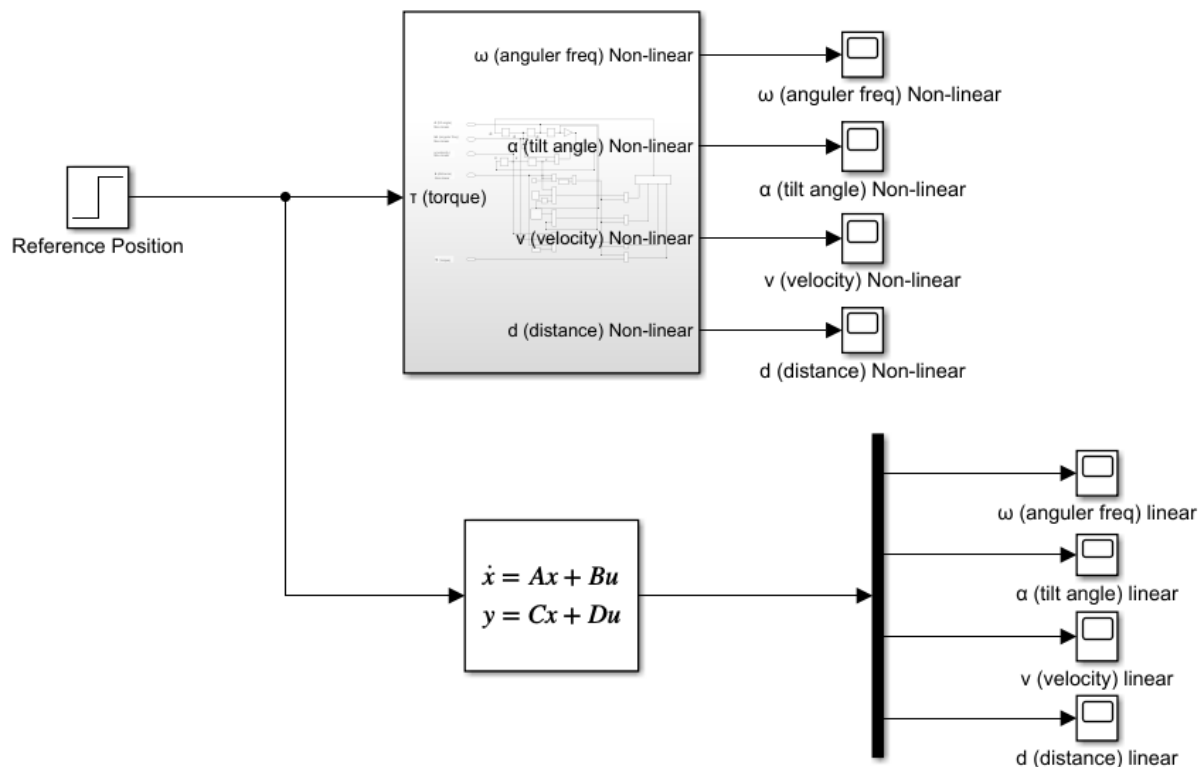 ω (anguler freq) Non-linear
ω (anguler freq) Non-linear
α (tilt angle) Non-linear
α (tilt angle) Non-linear
τ (torque)
Reference Position
v (velocity) Non-linear
v (velocity) Non-linear
d (distance) Non-linear
d (distance) Non-linear
ẋ = Ax + Bu
y = Cx + Du
ω (anguler freq) linear
α (tilt angle) linear
v (velocity) linear
d (distance) linear